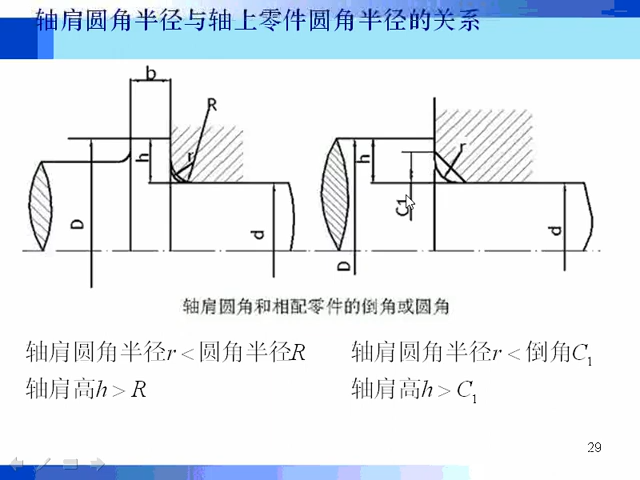 轴肩圆角半径与轴上零件圆角半径的关系
b
R
h
r
D
d
h
r
C1
D
d
轴肩圆角和相配零件的倒角或圆角
轴肩圆角半径r<圆角半径R
轴肩高h>R
轴肩圆角半径r<倒角C₁
轴肩高h>C₁
29